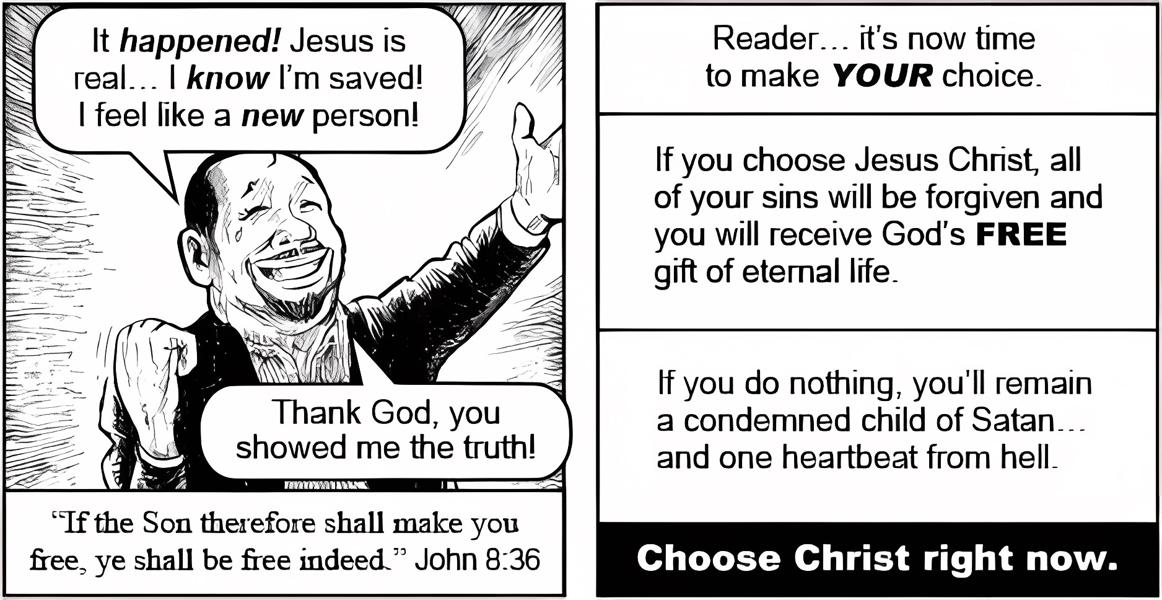 It happened! Jesus is
real... I know I'm saved!
I feel like a new person!
Thank God, you
showed me the truth!
"If the Son therefore shall make you
free, ye shall be free indeed." John 8:36
Reader... it's now time
to make YOUR choice.
If you choose Jesus Christ, all
of your sins will be forgiven and
you will receive God's FREE
gift of eternal life.
If you do nothing, you'll remain
a condemned child of Satan...
and one heartbeat from hell.
Choose Christ right now.